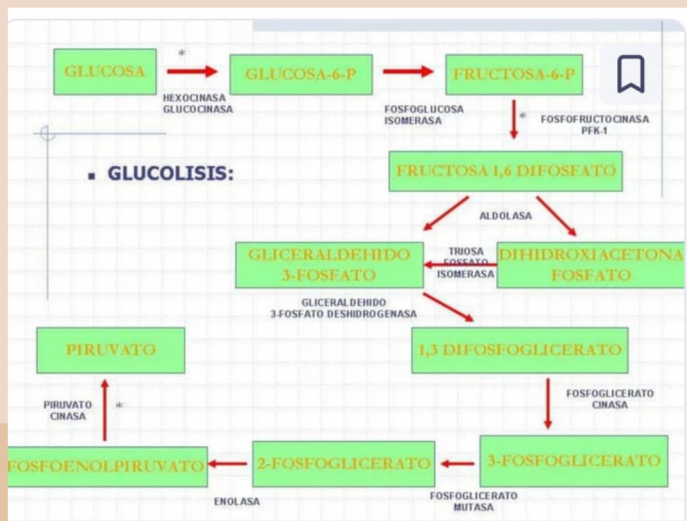 GLUCOSA
*
GLUCOSA-6-P
FRUCTOSA-6-P
HEXOCINASA
GLUCOCINASA
FOSFOGLUCOSA
ISOMERASA
*
FOSFOFRUCTOCINASA
PFK-1
▪ GLUCOLISIS:
FRUCTOSA 1,6 DIFOSFATO
ALDOLASA
GLICERALDEHIDO
3-FOSFATO
TRIOSA
FOSFATO
ISOMERASA
DIHIDROXIACETONA
FOSFATO
GLICERALDEHIDO
3-FOSFATO DESHIDROGENASA
1,3 DIFOSFOGLICERATO
FOSFOGLICERATO
CINASA
3-FOSFOGLICERATO
FOSFOGLICERATO
MUTASA
2-FOSFOGLICERATO
ENOLASA
FOSFOENOLPIRUVATO
PIRUVATO
CINASA
*
PIRUVATO